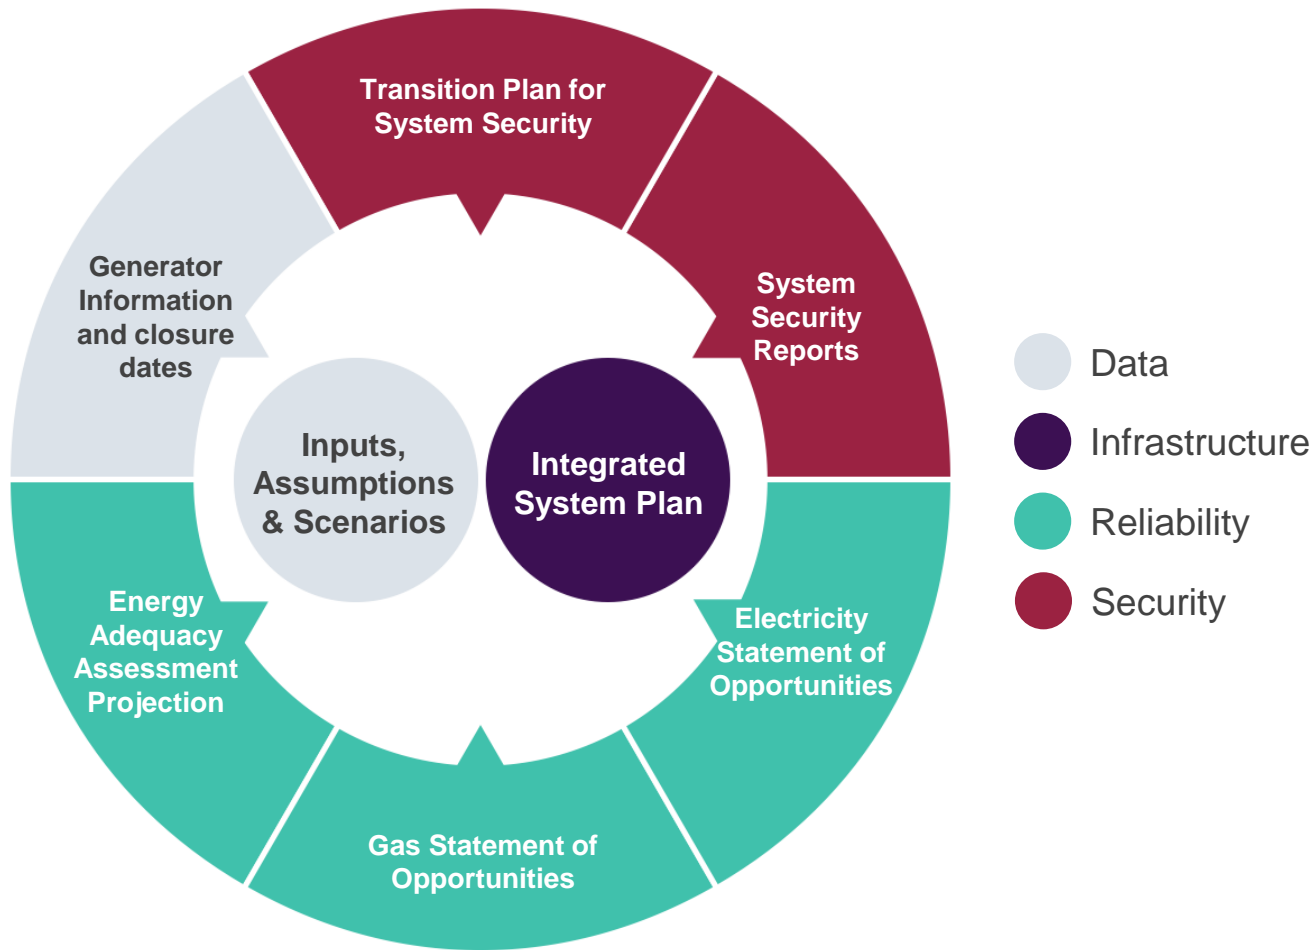 Transition Plan for
System Security
System
Security
Reports
Generator
Information
and closure
dates
Inputs,
Assumptions
& Scenarios
Integrated
System Plan
Energy
Adequacy
Assessment
Projection
Electricity
Statement of
Opportunities
Gas Statement of
Opportunities
Data
Infrastructure
Reliability
Security